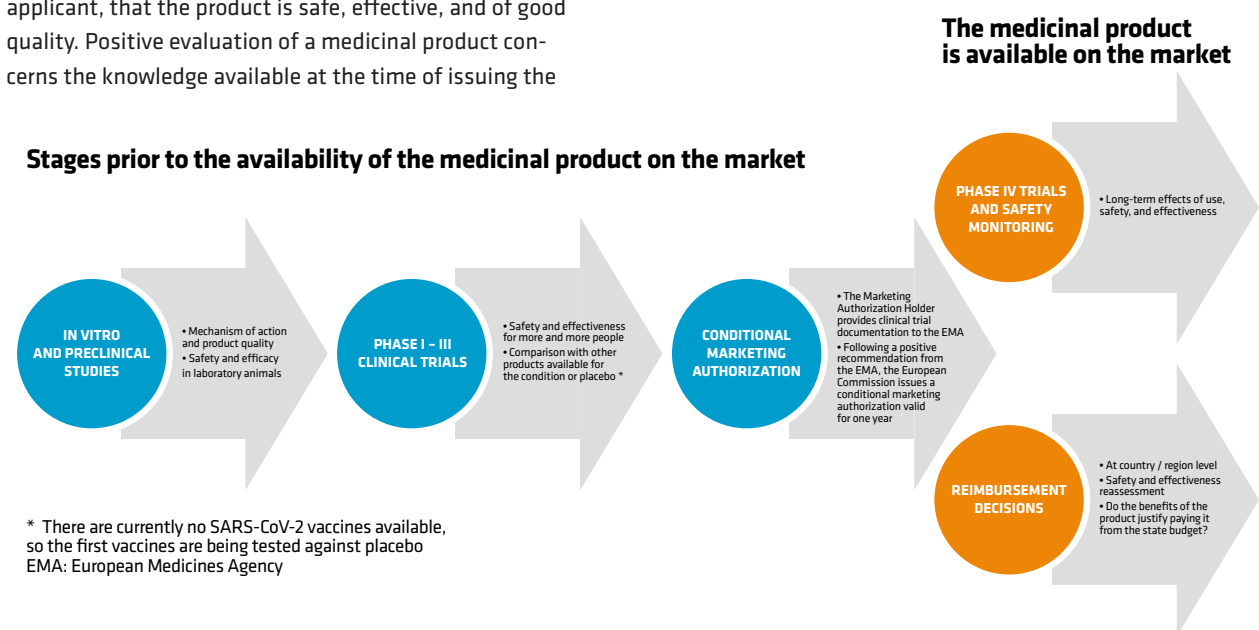 applicant, that the product is safe, effective, and of good
quality. Positive evaluation of a medicinal product con-
cerns the knowledge available at the time of issuing the
The medicinal product
is available on the market
Stages prior to the availability of the medicinal product on the market
IN VITRO
AND PRECLINICAL
STUDIES
• Mechanism of action
and product quality
• Safety and efficacy
in laboratory animals
PHASE I – III
CLINICAL TRIALS
• Safety and effectiveness
for more and more people
• Comparison with other
products available for
the condition or placebo *
CONDITIONAL
MARKETING
AUTHORIZATION
• The Marketing
Authorization Holder
provides clinical trial
documentation to the EMA
• Following a positive
recommendation from
the EMA, the European
Commission issues a
conditional marketing
authorization valid
for one year
PHASE IV TRIALS
AND SAFETY
MONITORING
• Long-term effects of use,
safety, and effectiveness
REIMBURSEMENT
DECISIONS
• At country / region level
• Safety and effectiveness
reassessment
• Do the benefits of the
product justify paying it
from the state budget?
* There are currently no SARS-CoV-2 vaccines available,
so the first vaccines are being tested against placebo
EMA: European Medicines Agency